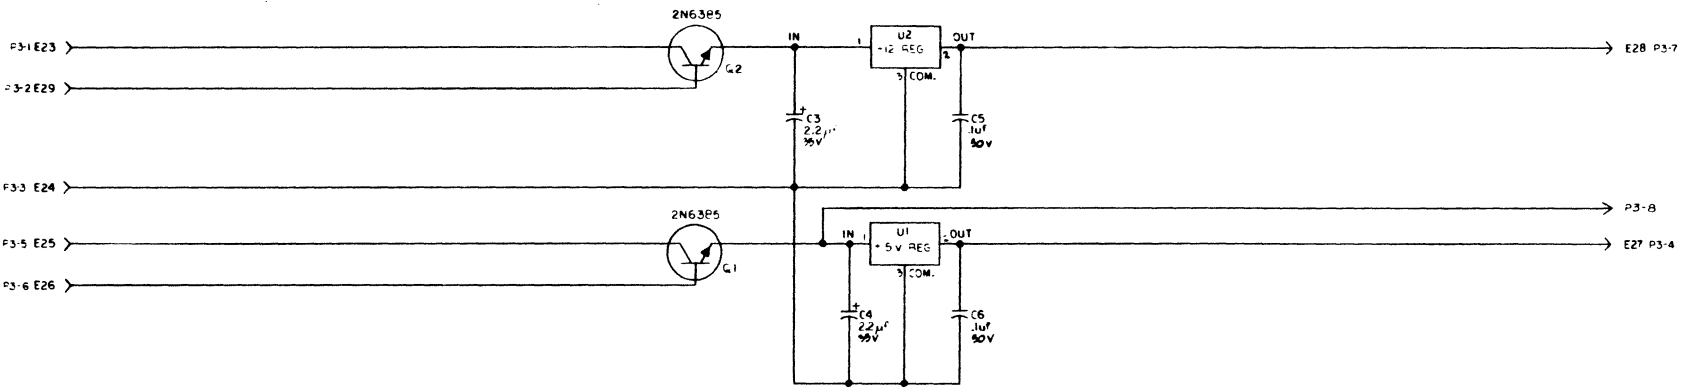 2N6385
P3-1 E23
IN
1
U2
+12 REG
2
OUT
E28 P3-7
Q2
P3-2 E29
3 COM.
+
C3
2.2µF
35V
C5
.1uF
50V
P3-3 E24
P3-8
2N6385
P3-5 E25
IN
1
U1
+5V REG
OUT
E27 P3-4
Q1
3 COM.
P3-6 E26
+
C4
2.2µF
35V
C6
.1uF
50V